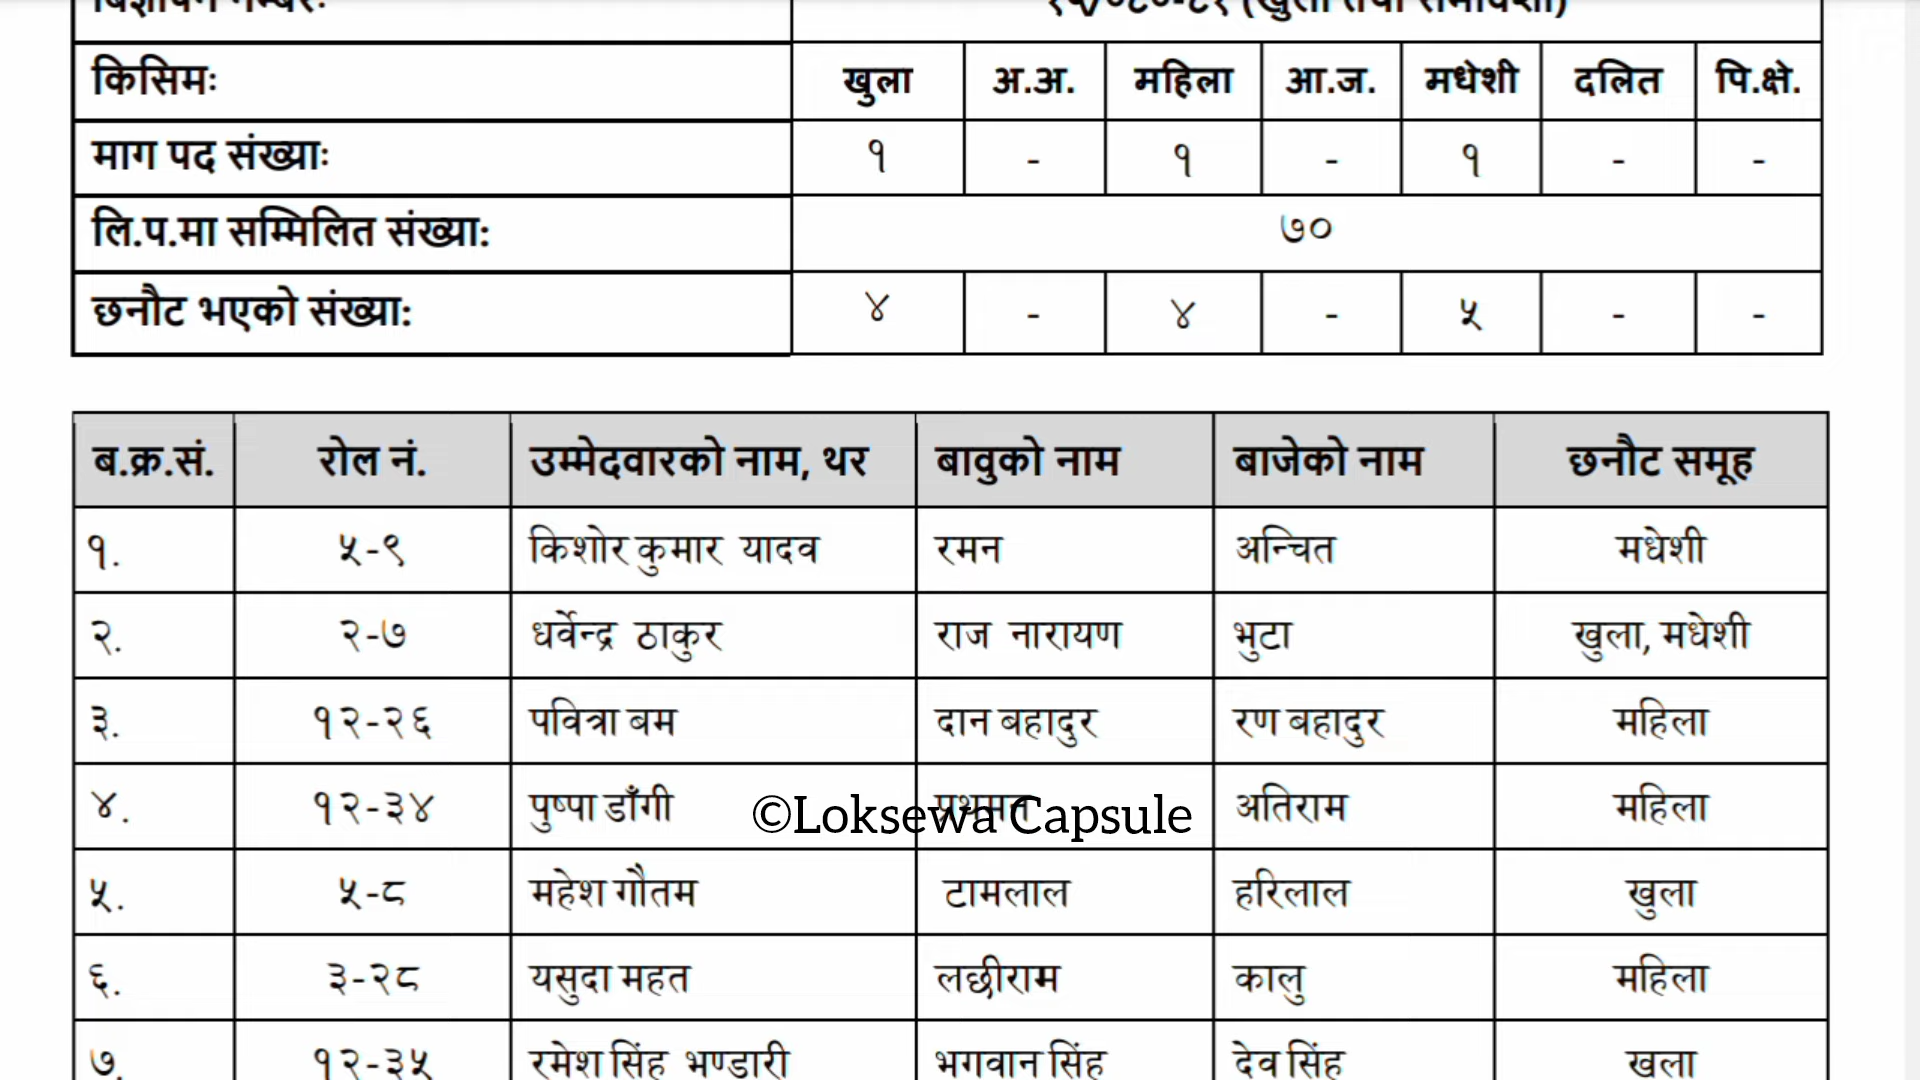 किसिमः खुला अ.अ. महिला आ.ज. मधेशी दलित पि.क्षे.
माग पद संख्याः १ - १ - १ - -
लि.प.मा सम्मिलित संख्या: ७०
छनौट भएको संख्या: ४ - ४ - ५ - -
ब.क्र.सं. रोल नं. उम्मेदवारको नाम, थर बावुको नाम बाजेको नाम छनौट समूह
१. ५-९ किशोर कुमार यादव रमन अन्चित मधेशी
२. २-७ धर्वेन्द्र ठाकुर राज नारायण भुटा खुला, मधेशी
३. १२-२६ पवित्रा बम दान बहादुर रण बहादुर महिला
४. १२-३४ पुष्पा डाँगी अतिराम महिला
©Loksewa Capsule
५. ५-८ महेश गौतम टामलाल हरिलाल खुला
६. ३-२८ यसुदा महत लछीराम कालु महिला
७. १२-३५ रमेश सिंह भण्डारी भगवान सिंह देव सिंह